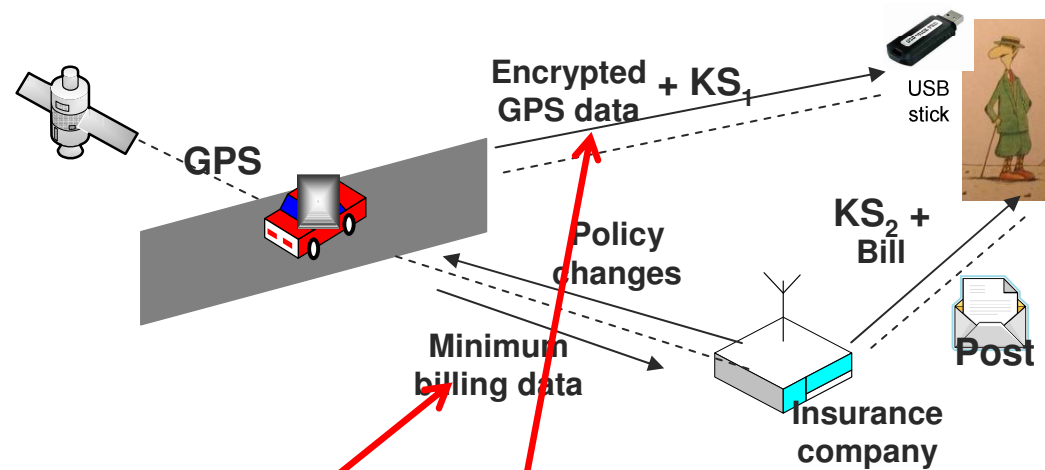 Encrypted
GPS data + KS₁
USB
stick
GPS
KS₂ +
Bill
Policy
changes
Minimum
billing data
Post
Insurance
company